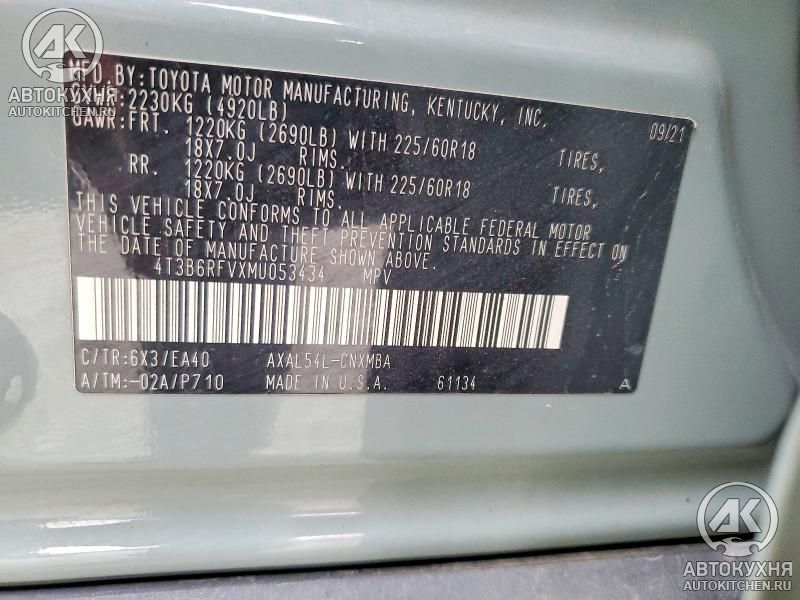 AK
АВТОКУХНЯ
AUTOKITCHEN.RU
MFD.BY:TOYOTA MOTOR MANUFACTURING, KENTUCKY, INC.
2230KG (4920LB) 09/21
GAWR:FRT. 1220KG (2690LB) WITH 225/60R18 TIRES,
18X7.0J RIMS.
RR. 1220KG (2690LB) WITH 225/60R18 TIRES,
18X7.0J RIMS.
THIS VEHICLE CONFORMS TO ALL APPLICABLE FEDERAL MOTOR
VEHICLE SAFETY AND THEFT PREVENTION STANDARDS IN EFFECT ON
THE DATE OF MANUFACTURE SHOWN ABOVE.
4T3B6RFVXMU053434 MPV
C/TR:6X3/EA40 AXAL54L-CNXMBA
A/TM:-02A/P710 MADE IN U.S.A. 61134 A
AK
АВТОКУХНЯ
AUTOKITCHEN.RU